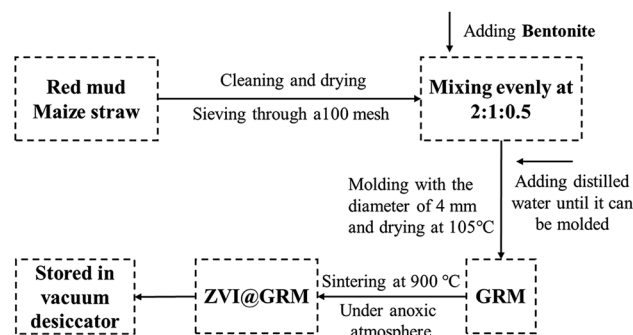 Adding Bentonite
Red mud
Maize straw
Cleaning and drying
Sieving through a100 mesh
Mixing evenly at
2:1:0.5
Molding with the
diameter of 4 mm
and drying at 105℃
Adding distilled
water until it can
be molded
Stored in
vacuum
desiccator
ZVI@GRM
Sintering at 900 ℃
Under anoxic
atmosphere
GRM